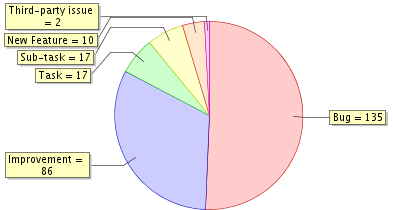 Third-party issue
= 2
New Feature = 10
Sub-task = 17
Task = 17
Bug = 135
Improvement =
86